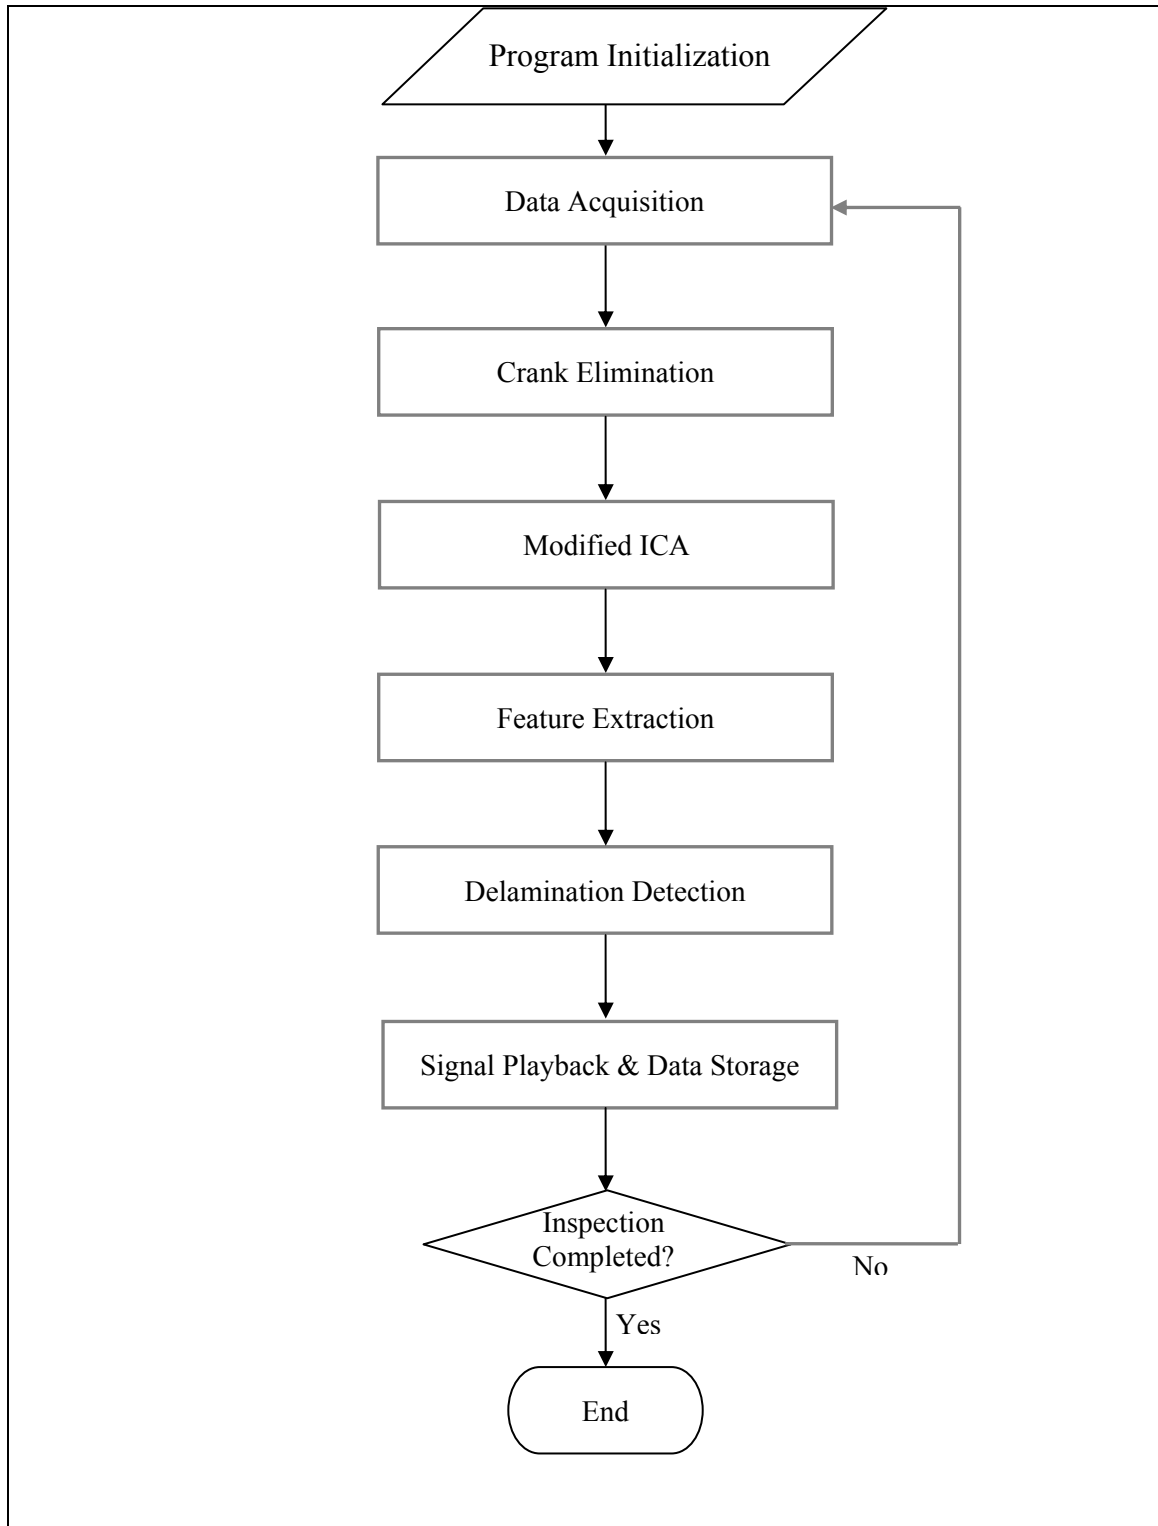 Program Initialization
Data Acquisition
Crank Elimination
Modified ICA
Feature Extraction
Delamination Detection
Signal Playback & Data Storage
Inspection
Completed?
No
Yes
End